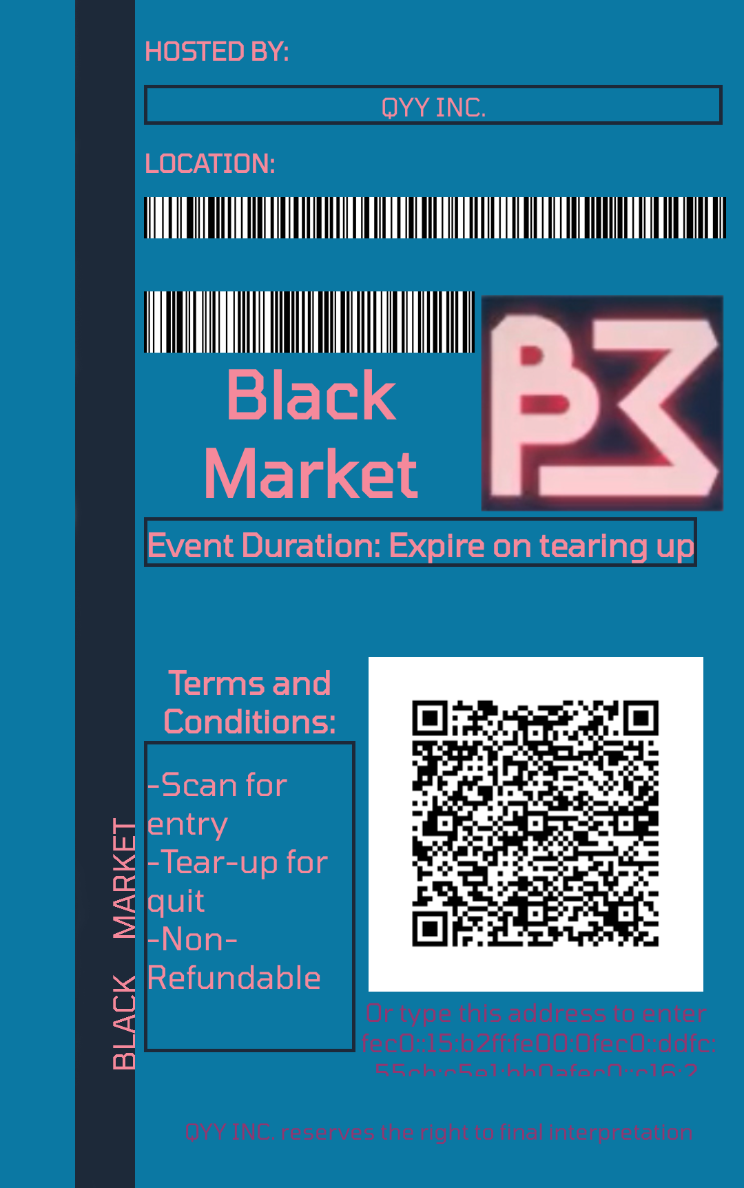 HOSTED BY:
QYY INC.
LOCATION:
Black
Market
Event Duration: Expire on tearing up
Terms and
Conditions:
-Scan for
entry
-Tear-up for
quit
-Non-
Refundable
BLACK MARKET
Or type this address to enter
fec0::15:b2ff:fe00:0fec0::ddfc:
QYY INC. reserves the right to final interpretation